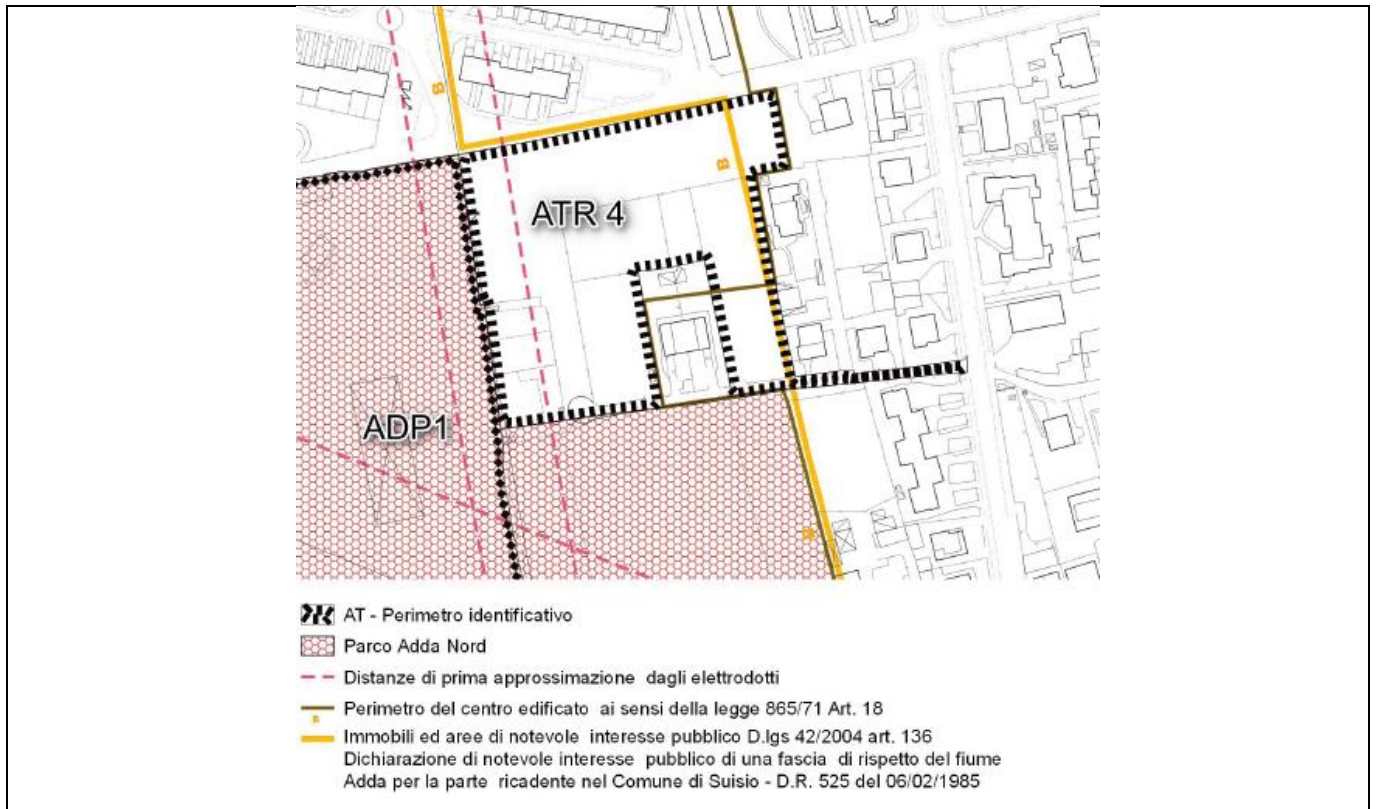 B
B
ATR 4
ADP1
B
AT - Perimetro identificativo
Parco Adda Nord
Distanze di prima approssimazione dagli elettrodotti
Perimetro del centro edificato ai sensi della legge 865/71 Art. 18
B
Immobili ed aree di notevole interesse pubblico D.lgs 42/2004 art. 136
Dichiarazione di notevole interesse pubblico di una fascia di rispetto del fiume
Adda per la parte ricadente nel Comune di Suisio - D.R. 525 del 06/02/1985